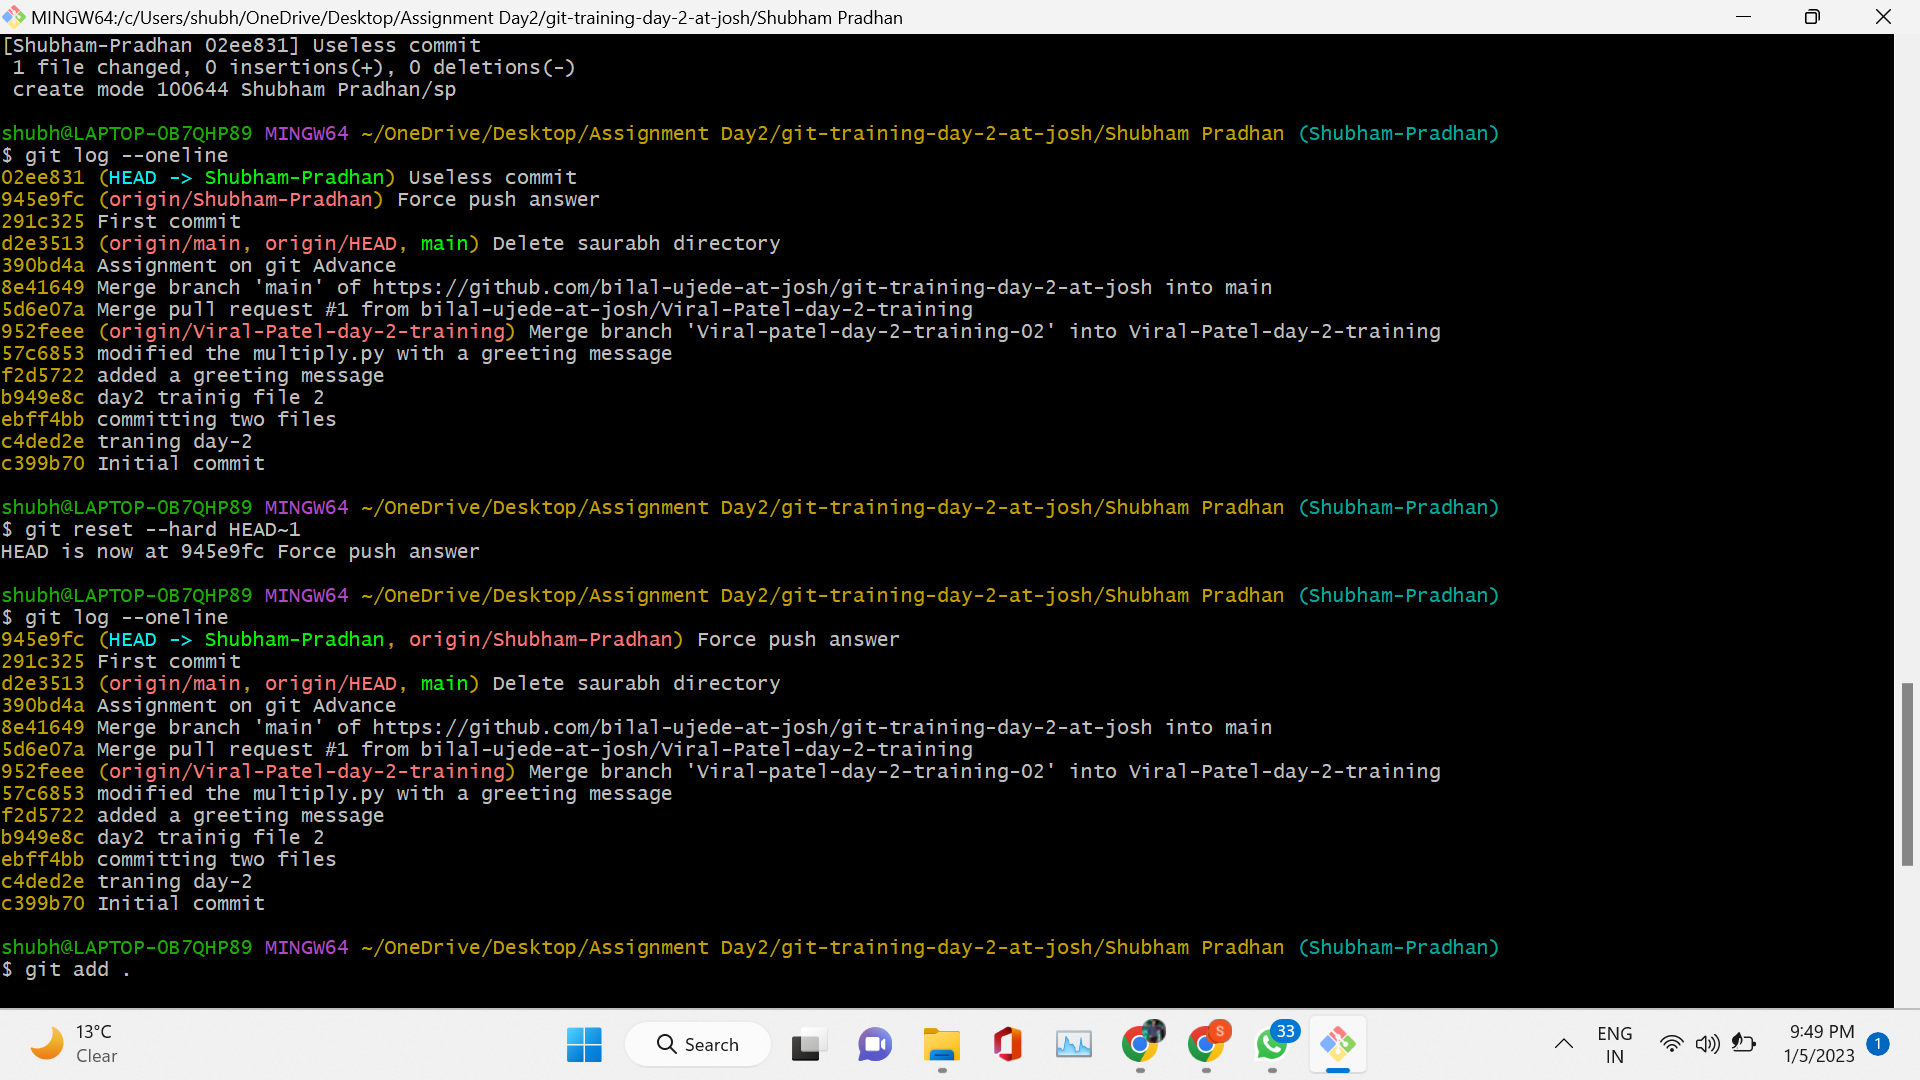 MINGW64:/c/Users/shubh/OneDrive/Desktop/Assignment Day2/git-training-day-2-at-josh/Shubham Pradhan
[Shubham-Pradhan 02ee831] Useless commit
 1 file changed, 0 insertions(+), 0 deletions(-)
 create mode 100644 Shubham Pradhan/sp
shubh@LAPTOP-0B7QHP89 MINGW64 ~/OneDrive/Desktop/Assignment Day2/git-training-day-2-at-josh/Shubham Pradhan (Shubham-Pradhan)
$ git log --oneline
02ee831 (HEAD -> Shubham-Pradhan) Useless commit
945e9fc (origin/Shubham-Pradhan) Force push answer
291c325 First commit
d2e3513 (origin/main, origin/HEAD, main) Delete saurabh directory
390bd4a Assignment on git Advance
8e41649 Merge branch 'main' of https://github.com/bilal-ujede-at-josh/git-training-day-2-at-josh into main
5d6e07a Merge pull request #1 from bilal-ujede-at-josh/Viral-Patel-day-2-training
952feee (origin/Viral-Patel-day-2-training) Merge branch 'Viral-patel-day-2-training-02' into Viral-Patel-day-2-training
57c6853 modified the multiply.py with a greeting message
f2d5722 added a greeting message
b949e8c day2 trainig file 2
ebff4bb committing two files
c4ded2e traning day-2
c399b70 Initial commit
shubh@LAPTOP-0B7QHP89 MINGW64 ~/OneDrive/Desktop/Assignment Day2/git-training-day-2-at-josh/Shubham Pradhan (Shubham-Pradhan)
$ git reset --hard HEAD~1
HEAD is now at 945e9fc Force push answer
shubh@LAPTOP-0B7QHP89 MINGW64 ~/OneDrive/Desktop/Assignment Day2/git-training-day-2-at-josh/Shubham Pradhan (Shubham-Pradhan)
$ git log --oneline
945e9fc (HEAD -> Shubham-Pradhan, origin/Shubham-Pradhan) Force push answer
291c325 First commit
d2e3513 (origin/main, origin/HEAD, main) Delete saurabh directory
390bd4a Assignment on git Advance
8e41649 Merge branch 'main' of https://github.com/bilal-ujede-at-josh/git-training-day-2-at-josh into main
5d6e07a Merge pull request #1 from bilal-ujede-at-josh/Viral-Patel-day-2-training
952feee (origin/Viral-Patel-day-2-training) Merge branch 'Viral-patel-day-2-training-02' into Viral-Patel-day-2-training
57c6853 modified the multiply.py with a greeting message
f2d5722 added a greeting message
b949e8c day2 trainig file 2
ebff4bb committing two files
c4ded2e traning day-2
c399b70 Initial commit
shubh@LAPTOP-0B7QHP89 MINGW64 ~/OneDrive/Desktop/Assignment Day2/git-training-day-2-at-josh/Shubham Pradhan (Shubham-Pradhan)
$ git add .
13°C
Clear
Search
S
33
ENG
IN
9:49 PM
1/5/2023
1